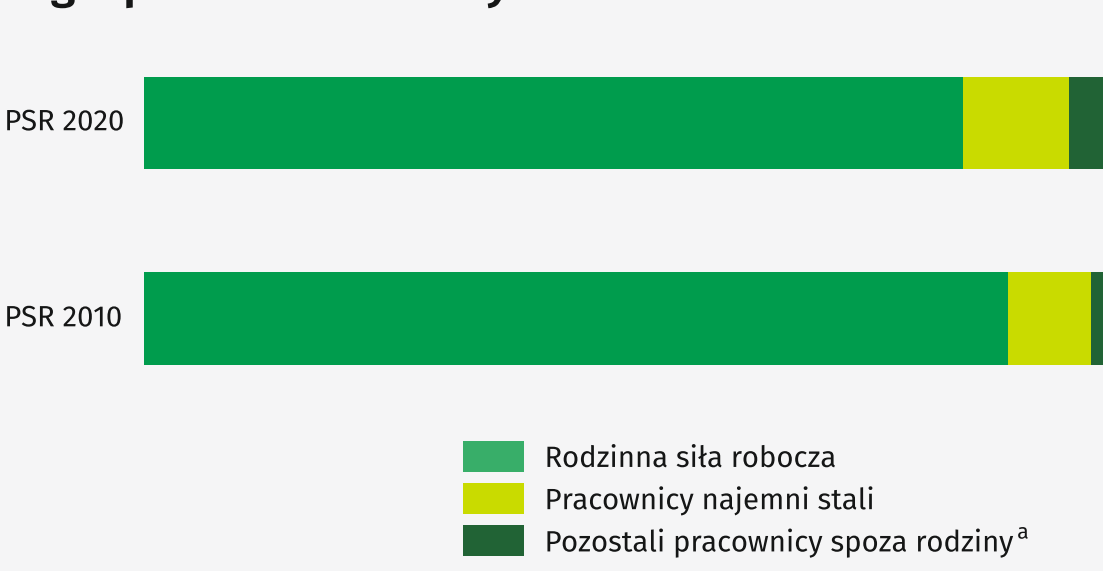 PSR 2020
PSR 2010
Rodzinna siła robocza
Pracownicy najemni stali
Pozostali pracownicy spoza rodziny a